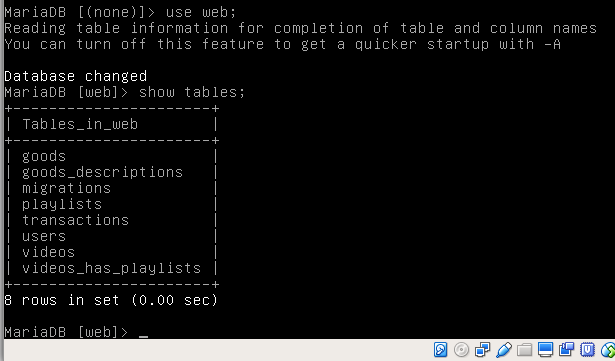 MariaDB [(none)]> use web;
Reading table information for completion of table and column names
You can turn off this feature to get a quicker startup with -A
Database changed
MariaDB [web]> show tables;
+----------------------+
| Tables_in_web        |
+----------------------+
| goods                |
| goods_descriptions   |
| migrations           |
| playlists            |
| transactions         |
| users                |
| videos               |
| videos_has_playlists |
+----------------------+
8 rows in set (0.00 sec)
MariaDB [web]> _